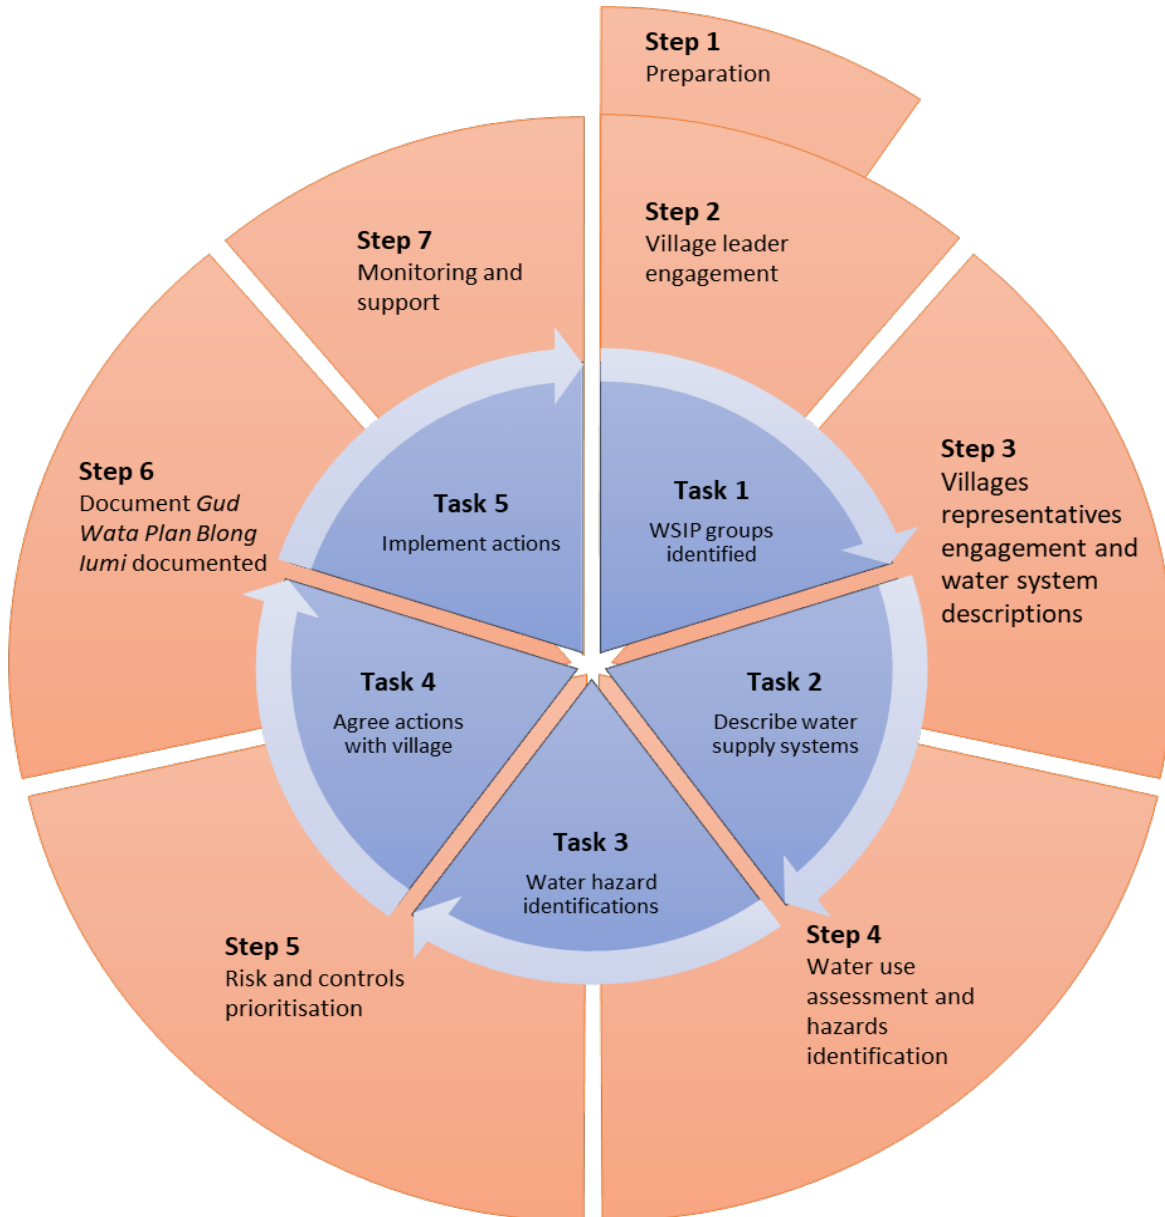 Step 1
Preparation
Step 2
Village leader
engagement
Step 3
Villages
representatives
engagement and
water system
descriptions
Step 4
Water use
assessment and
hazards
identification
Step 5
Risk and controls
prioritisation
Step 6
Document Gud
Wata Plan Blong
Iumi documented
Step 7
Monitoring and
support
Task 1
WSIP groups
identified
Task 2
Describe water
supply systems
Task 3
Water hazard
identifications
Task 4
Agree actions
with village
Task 5
Implement actions